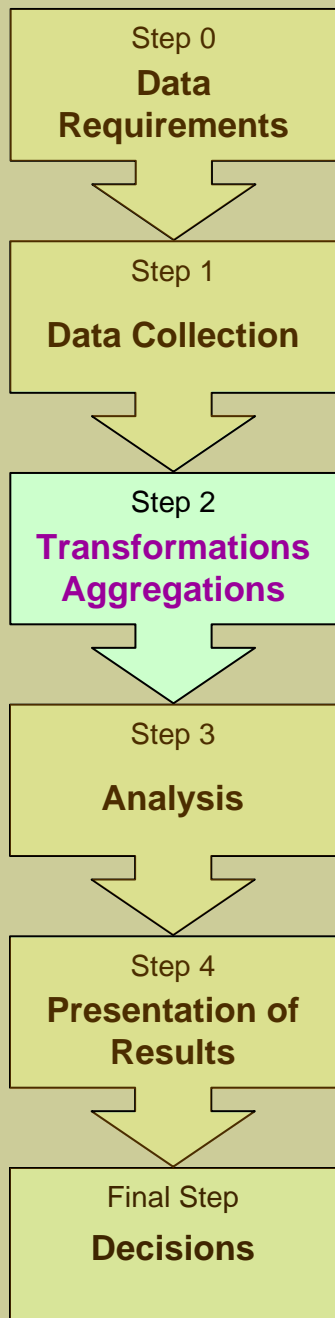 Step 0
Data
Requirements
Step 1
Data Collection
Step 2
Transformations
Aggregations
Step 3
Analysis
Step 4
Presentation of
Results
Final Step
Decisions